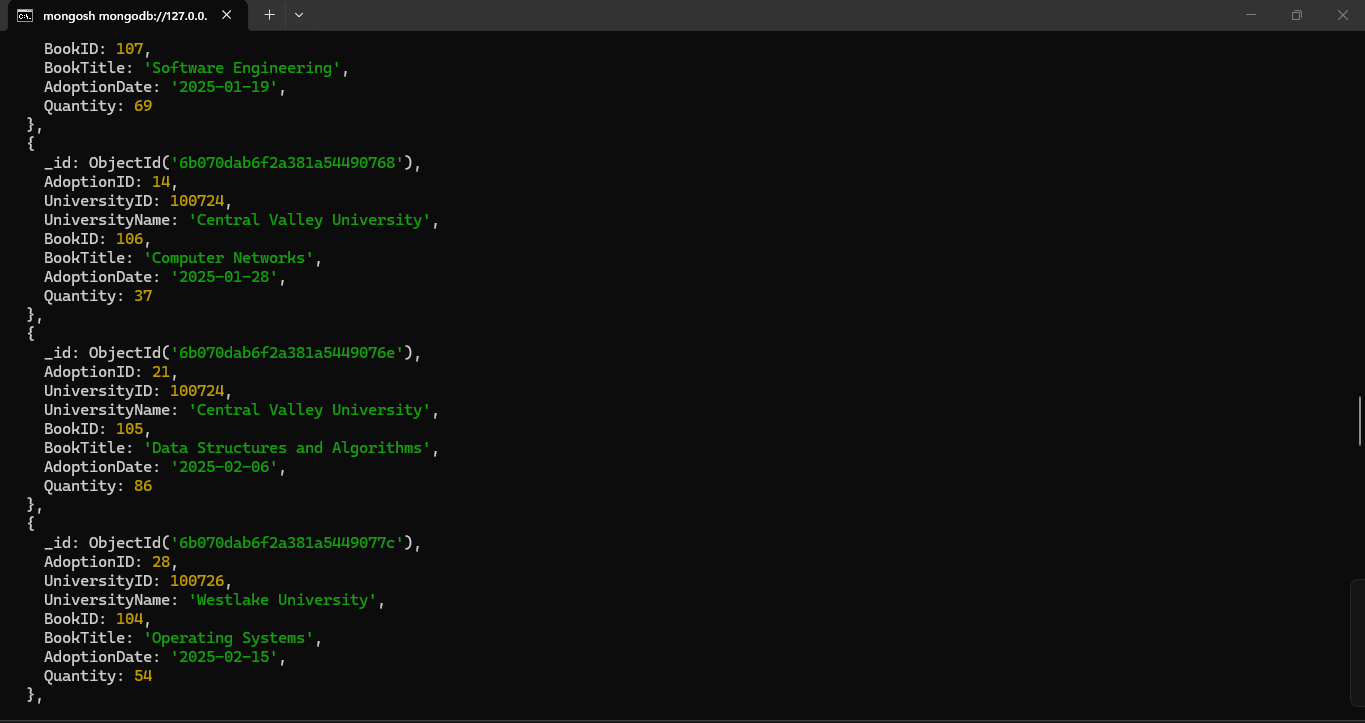 mongosh mongodb://127.0.0.
BookID: 107,
BookTitle: 'Software Engineering',
AdoptionDate: '2025-01-19',
Quantity: 69
},
{
_id: ObjectId('6b070dab6f2a381a54490768'),
AdoptionID: 14,
UniversityID: 100724,
UniversityName: 'Central Valley University',
BookID: 106,
BookTitle: 'Computer Networks',
AdoptionDate: '2025-01-28',
Quantity: 37
},
{
_id: ObjectId('6b070dab6f2a381a5449076e'),
AdoptionID: 21,
UniversityID: 100724,
UniversityName: 'Central Valley University',
BookID: 105,
BookTitle: 'Data Structures and Algorithms',
AdoptionDate: '2025-02-06',
Quantity: 86
},
{
_id: ObjectId('6b070dab6f2a381a5449077c'),
AdoptionID: 28,
UniversityID: 100726,
UniversityName: 'Westlake University',
BookID: 104,
BookTitle: 'Operating Systems',
AdoptionDate: '2025-02-15',
Quantity: 54
},